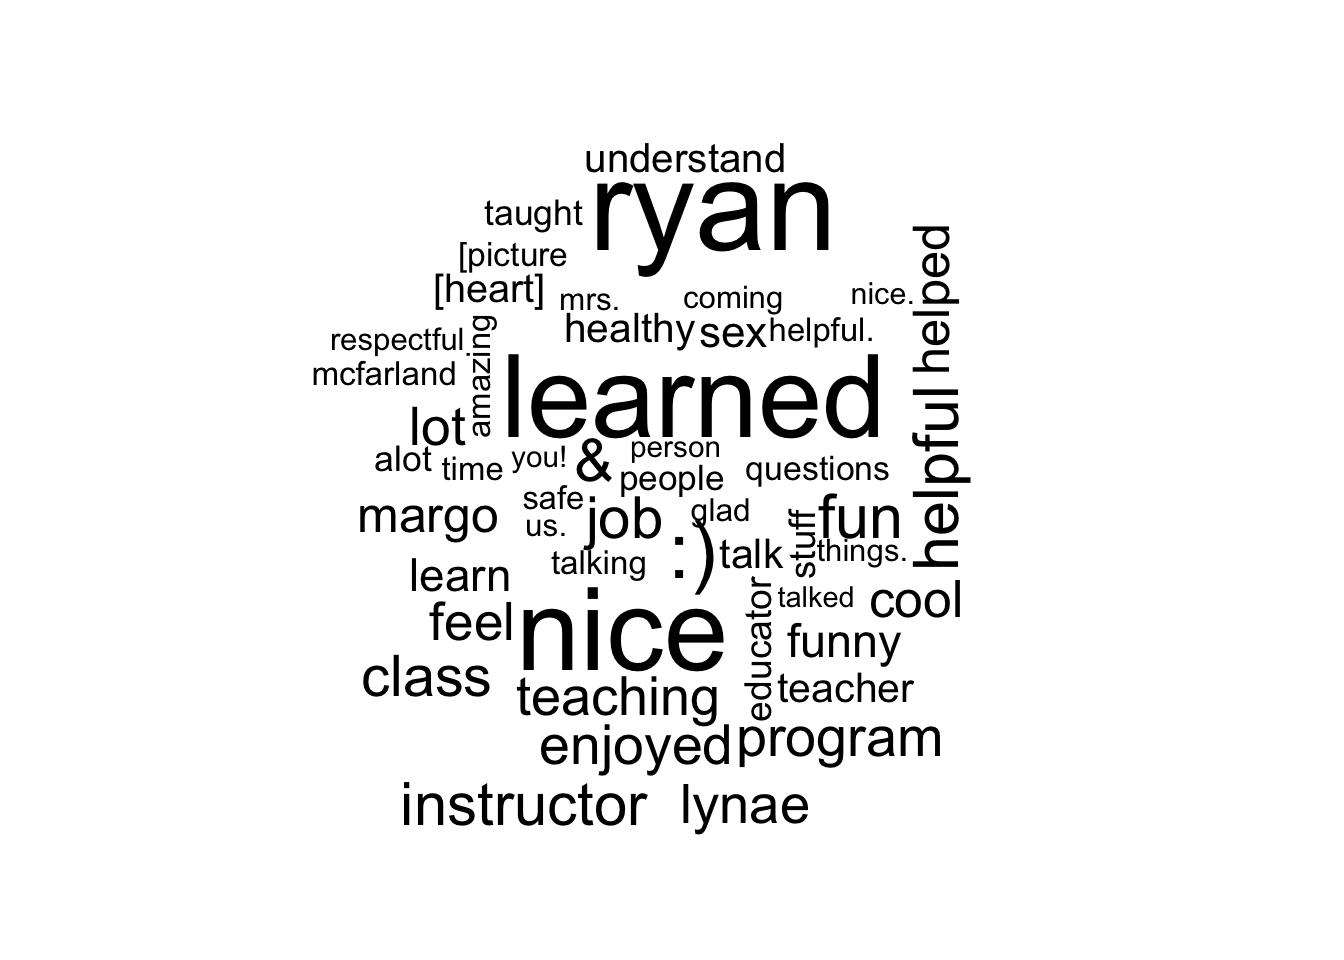 understand
taught ryan
[picture
[heart] mrs. coming nice. helped
respectful healthy sex helpful.
mcfarland amazing learned
lot helpful
alot time you! & person
people questions
safe glad
margo us. job stuff fun
talking :) talk things.
learn talked cool
feel nice educator funny
class teaching teacher
enjoyed program
instructor lynae